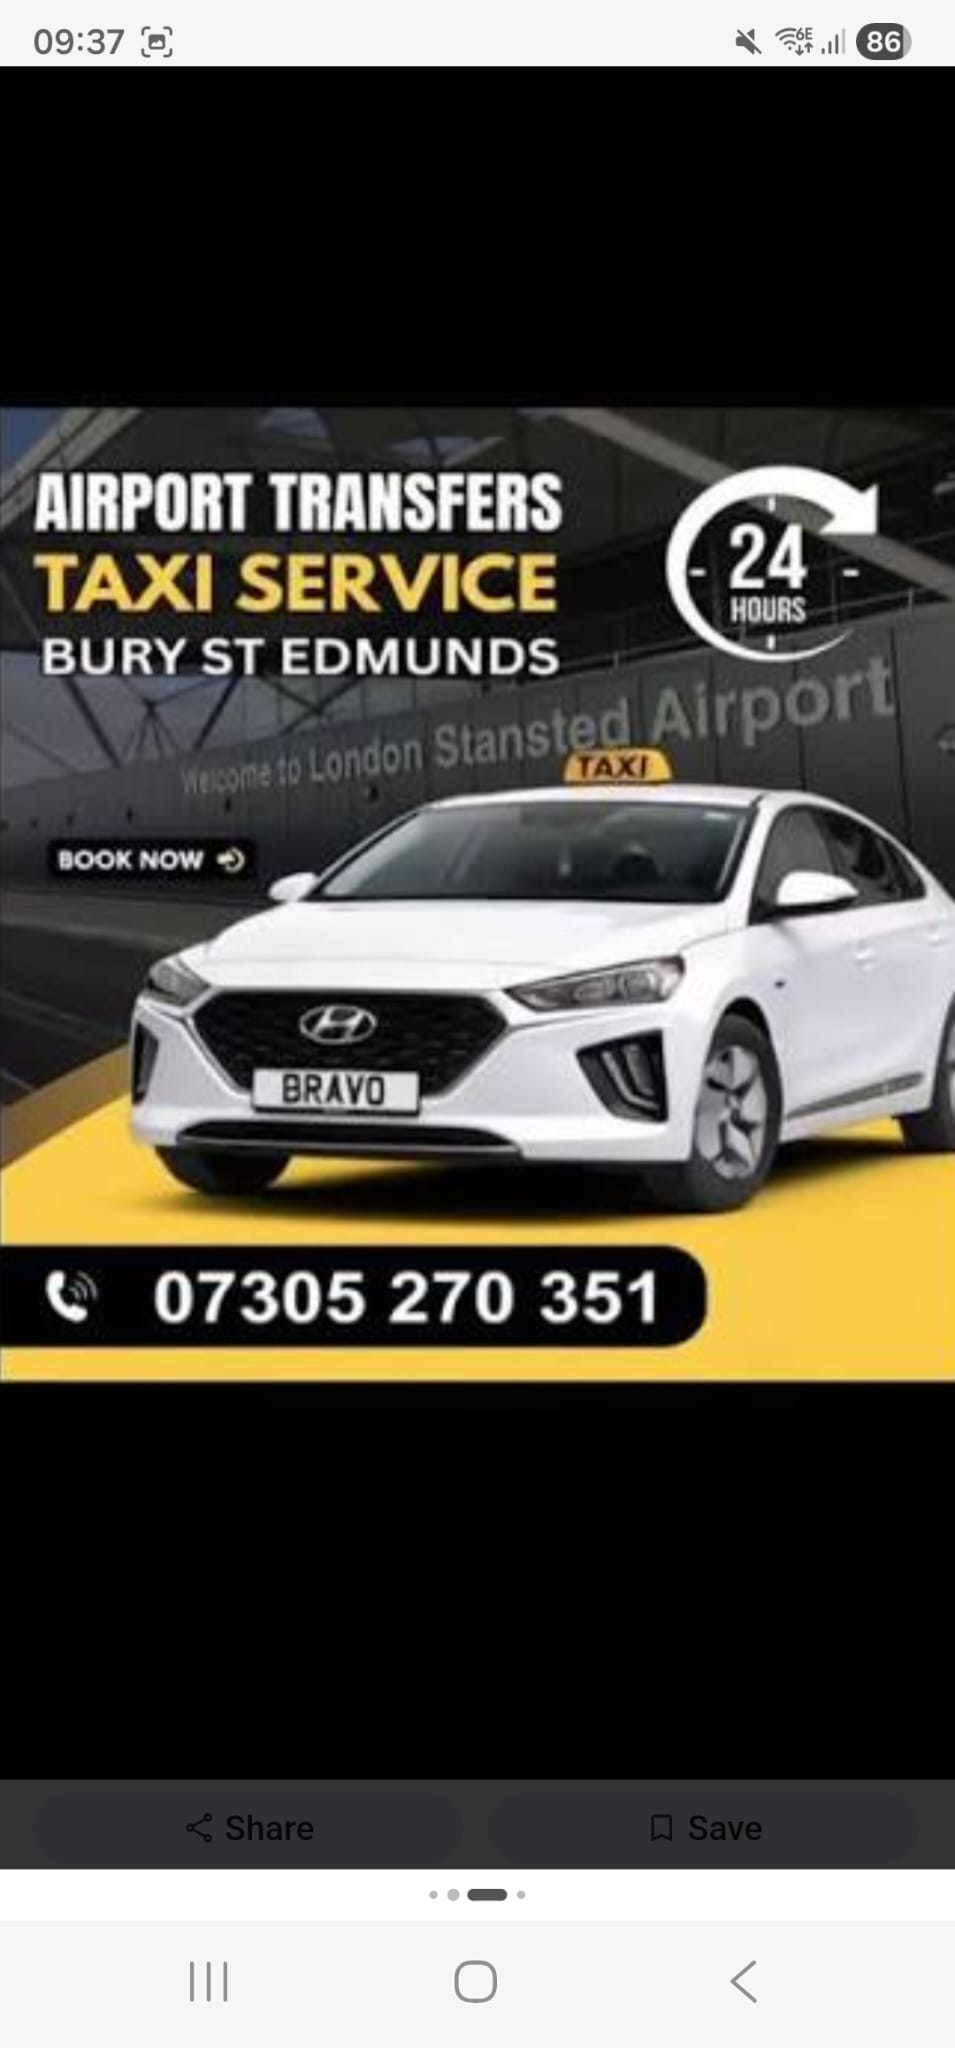 09:37
6E
86
AIRPORT TRANSFERS
TAXI SERVICE
BURY ST EDMUNDS
24
HOURS
Welcome to London Stansted Airport
TAXI
BOOK NOW
BRAVO
07305 270 351
Share
Save